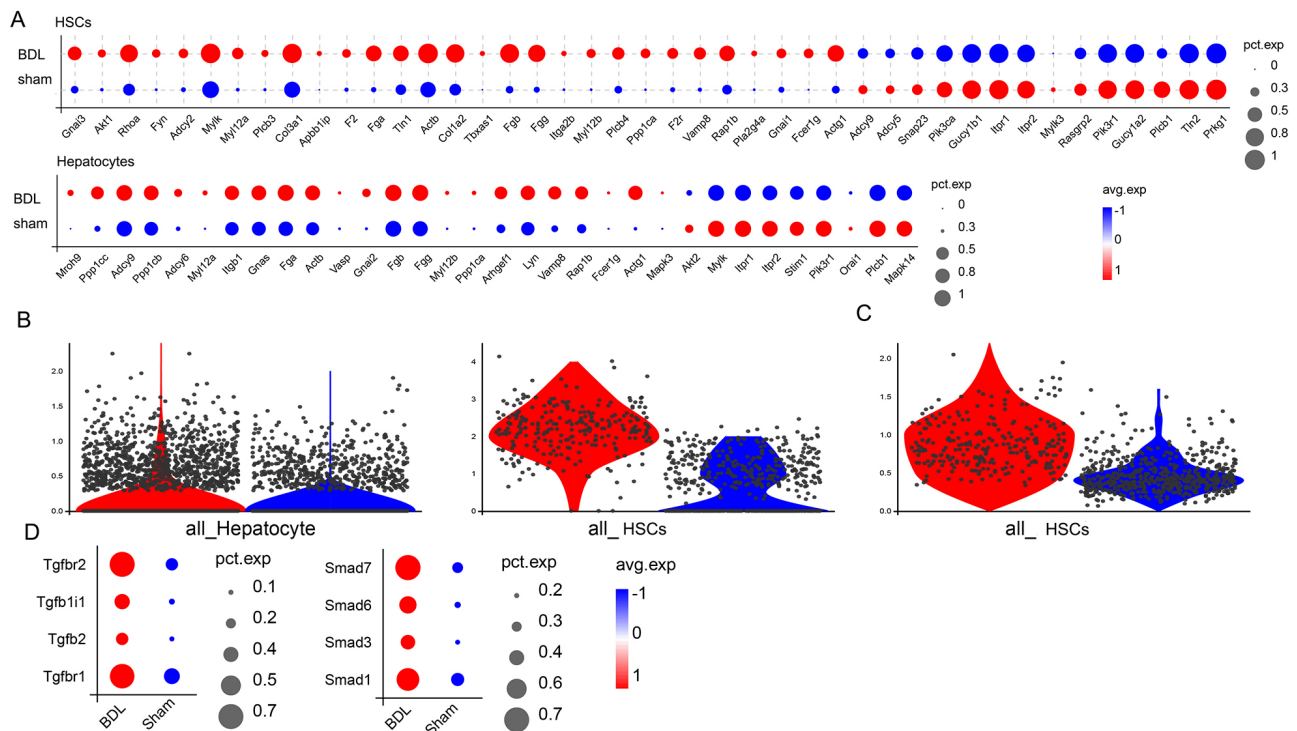 A
HSCs
BDL
sham
Gnai3 Akt1 Rhoa Fyn Adcy2 Mylk Myl12a Plcb3 Col3a1 Apbb1ip F2 Fga Tln1 Actb Col1a2 Tbxas1 Fgb Fgg Itga2b Myl12b Plcb4 Ppp1ca F2r Vamp8 Rap1b Pla2g4a Gnai1 Fcer1g Actg1 Adcy9 Adcy5 Snap23 Pik3ca Gucy1b1 Itpr1 Itpr2 Mylk3 Rasgrp2 Pik3r1 Gucy1a2 Plcb1 Tln2 Prkg1
pct.exp
0
0.3
0.5
0.8
1
Hepatocytes
BDL
sham
Mroh9 Ppp1cc Adcy9 Ppp1cb Adcy6 Myl12a Itgb1 Gnas Fga Actb Vasp Gnai2 Fgb Fgg Myl12b Ppp1ca Arhgef1 Lyn Vamp8 Rap1b Fcer1g Actg1 Mapk3 Akt2 Mylk Itpr1 Itpr2 Stim1 Pik3r1 Orai1 Plcb1 Mapk14
pct.exp
0
0.3
0.5
0.8
1
avg.exp
-1
0
1
B
2.0
1.5
1.0
0.5
0.0
all_Hepatocyte
4
3
2
1
0
all_ HSCs
C
2.0
1.5
1.0
0.5
0.0
all_ HSCs
D
Tgfbr2
Tgfb1i1
Tgfb2
Tgfbr1
BDL Sham
pct.exp
0.1
0.2
0.4
0.5
0.7
Smad7
Smad6
Smad3
Smad1
BDL Sham
pct.exp
0.2
0.3
0.4
0.6
0.7
avg.exp
-1
0
1